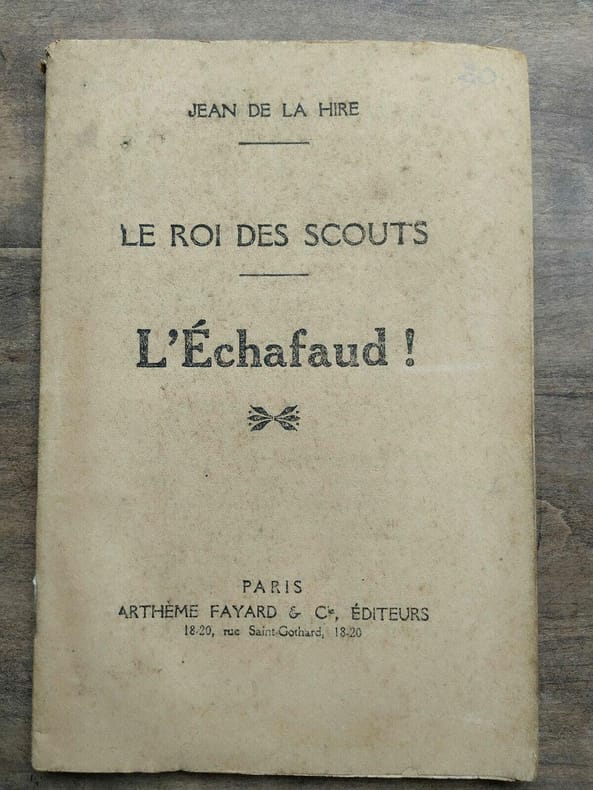 JEAN DE LA HIRE
LE ROI DES SCOUTS
L'Échafaud !
PARIS
ARTHÈME FAYARD & Cie, ÉDITEURS
18-20, rue Saint-Gothard, 18-20